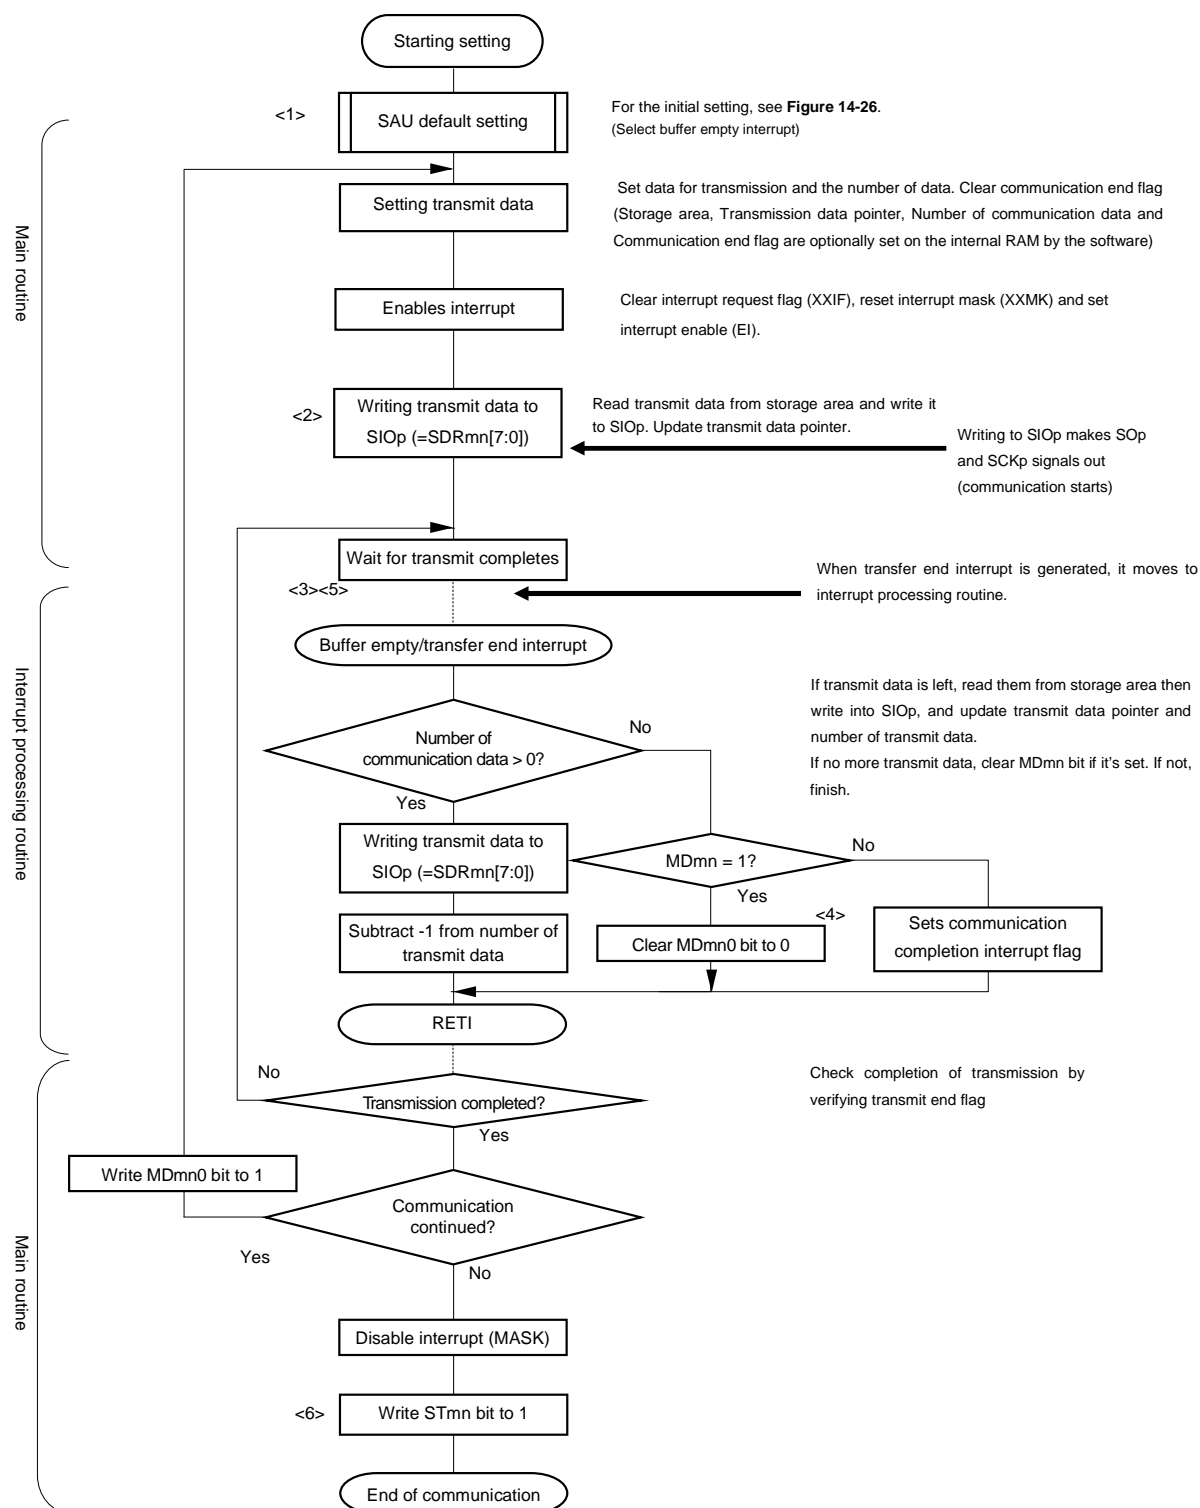 Starting setting
<1>
SAU default setting
For the initial setting, see Figure 14-26.
(Select buffer empty interrupt)
Main routine
Setting transmit data
Set data for transmission and the number of data. Clear communication end flag
(Storage area, Transmission data pointer, Number of communication data and
Communication end flag are optionally set on the internal RAM by the software)
Enables interrupt
Clear interrupt request flag (XXIF), reset interrupt mask (XXMK) and set
interrupt enable (EI).
<2>
Writing transmit data to
SIOp (=SDRmn[7:0])
Read transmit data from storage area and write it
to SIOp. Update transmit data pointer.
Writing to SIOp makes SOp
and SCKp signals out
(communication starts)
Wait for transmit completes
<3><5>
When transfer end interrupt is generated, it moves to
interrupt processing routine.
Interrupt processing routine
Buffer empty/transfer end interrupt
Number of
communication data > 0?
No
Yes
If transmit data is left, read them from storage area then
write into SIOp, and update transmit data pointer and
number of transmit data.
If no more transmit data, clear MDmn bit if it's set. If not,
finish.
Writing transmit data to
SIOp (=SDRmn[7:0])
MDmn = 1?
No
Yes
<4>
Subtract -1 from number of
transmit data
Clear MDmn0 bit to 0
Sets communication
completion interrupt flag
RETI
Main routine
No
Transmission completed?
Yes
Check completion of transmission by
verifying transmit end flag
Write MDmn0 bit to 1
Communication
continued?
Yes
No
Disable interrupt (MASK)
<6>
Write STmn bit to 1
End of communication